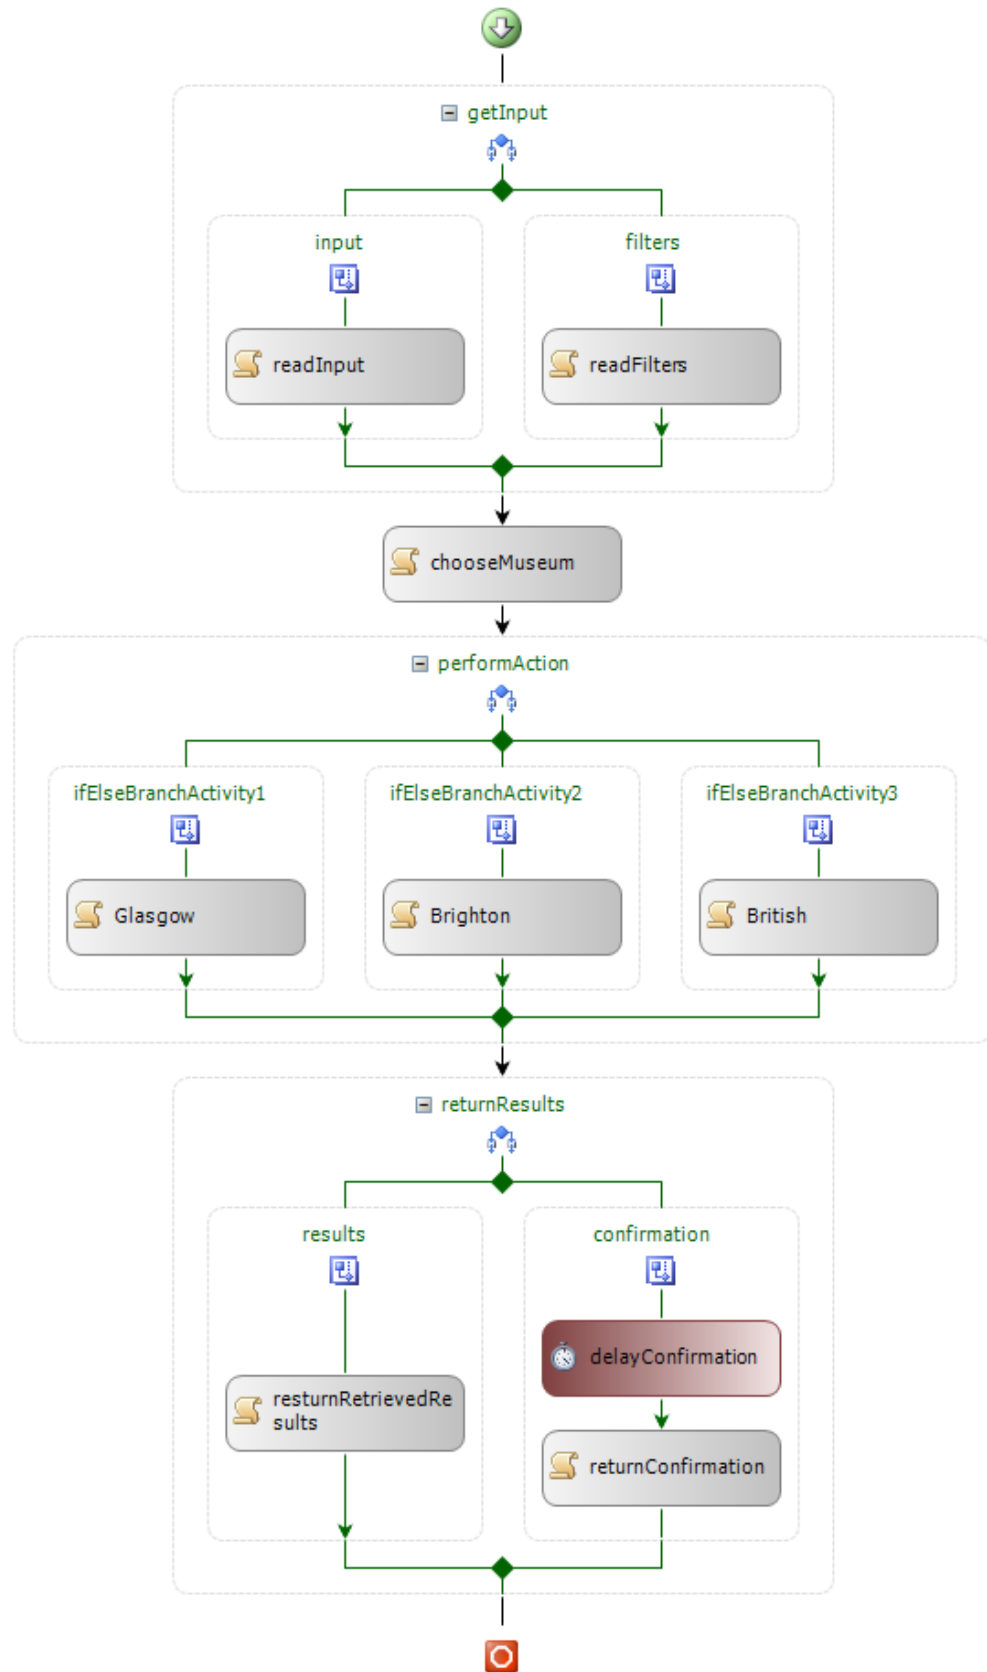 getInput
input
filters
readInput
readFilters
chooseMuseum
performAction
ifElseBranchActivity1
ifElseBranchActivity2
ifElseBranchActivity3
Glasgow
Brighton
British
returnResults
results
confirmation
delayConfirmation
resturnRetrievedRe
sults
returnConfirmation